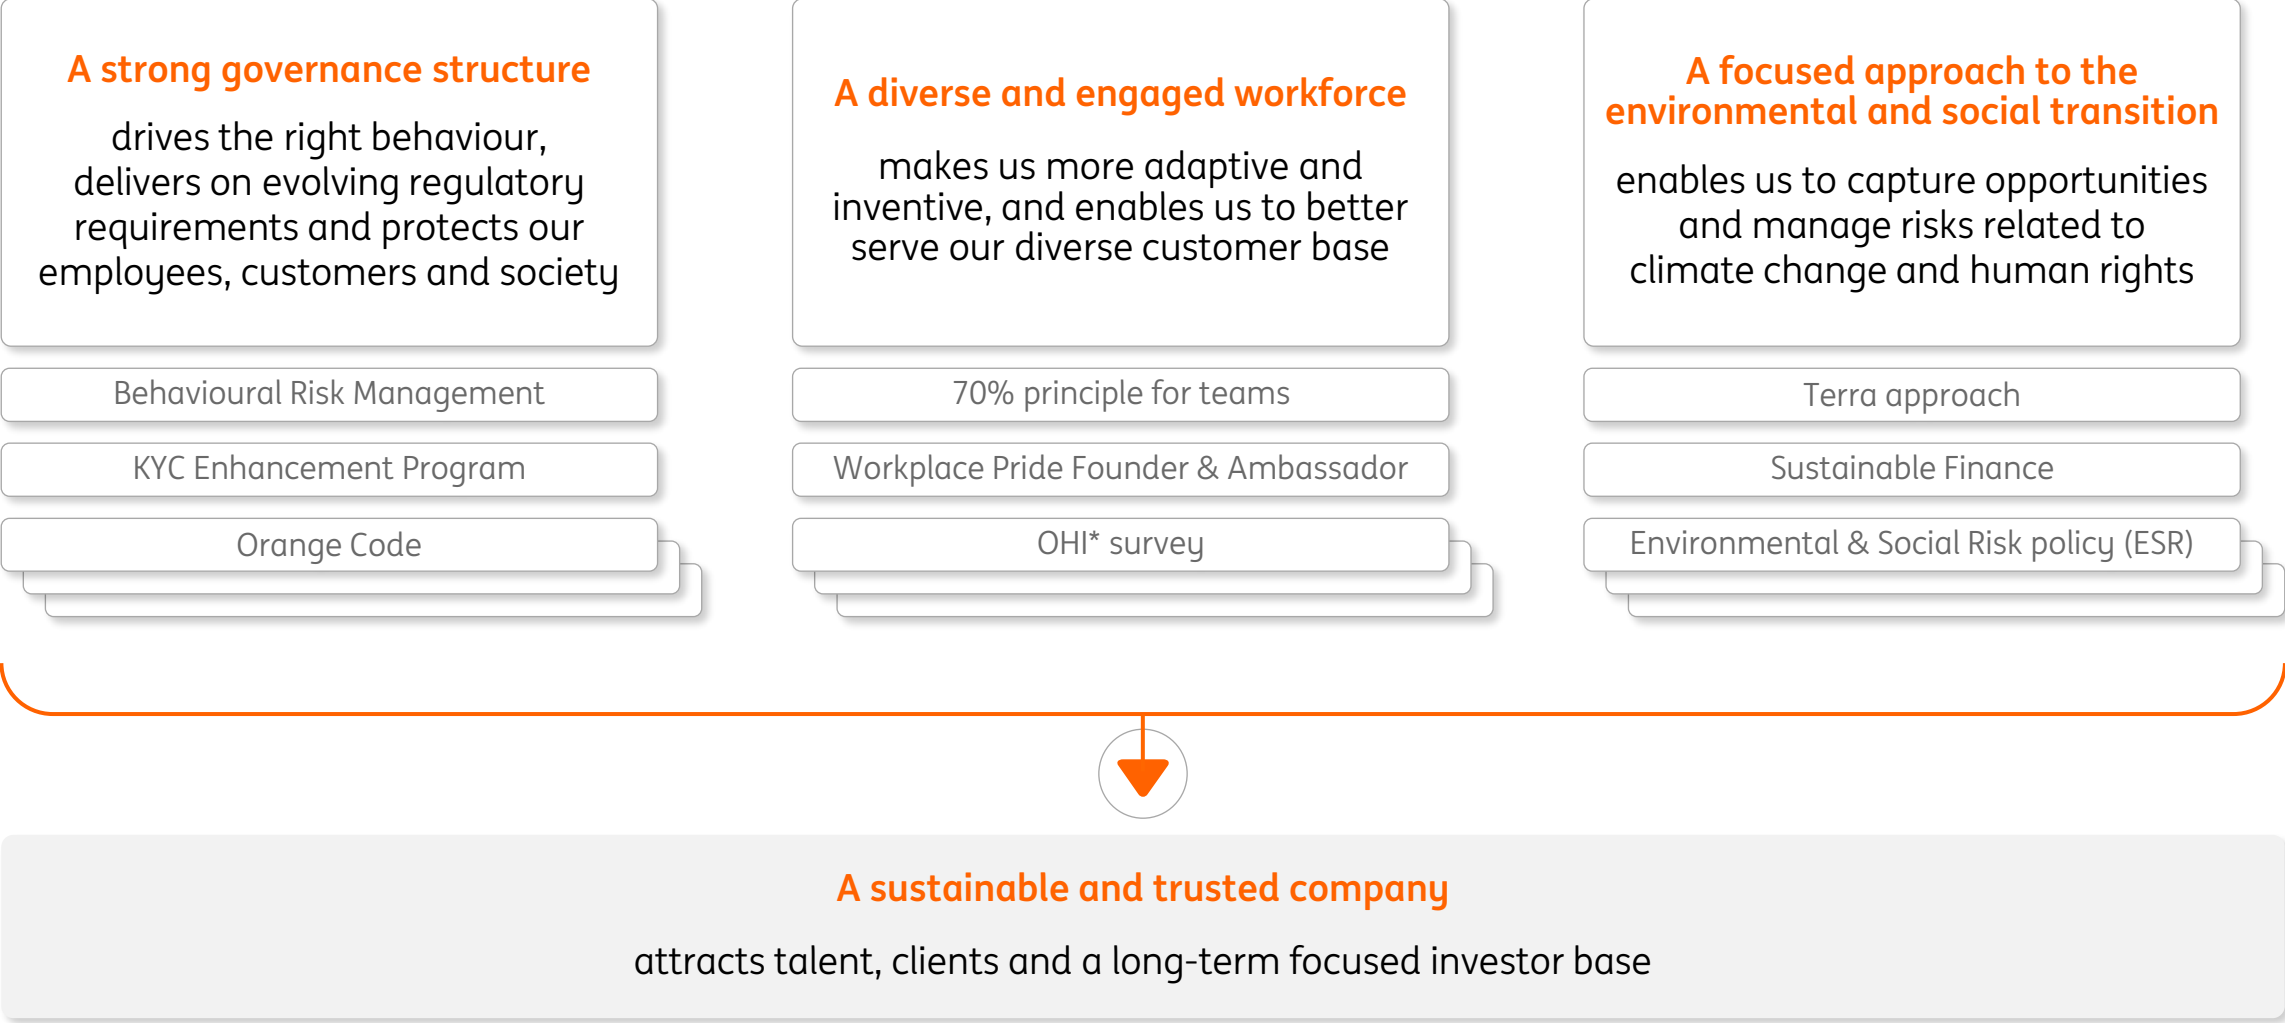 A strong governance structure
drives the right behaviour,
delivers on evolving regulatory
requirements and protects our
employees, customers and society
Behavioural Risk Management
KYC Enhancement Program
Orange Code
A diverse and engaged workforce
makes us more adaptive and
inventive, and enables us to better
serve our diverse customer base
70% principle for teams
Workplace Pride Founder & Ambassador
OHI* survey
A focused approach to the
environmental and social transition
enables us to capture opportunities
and manage risks related to
climate change and human rights
Terra approach
Sustainable Finance
Environmental & Social Risk policy (ESR)
A sustainable and trusted company
attracts talent, clients and a long-term focused investor base